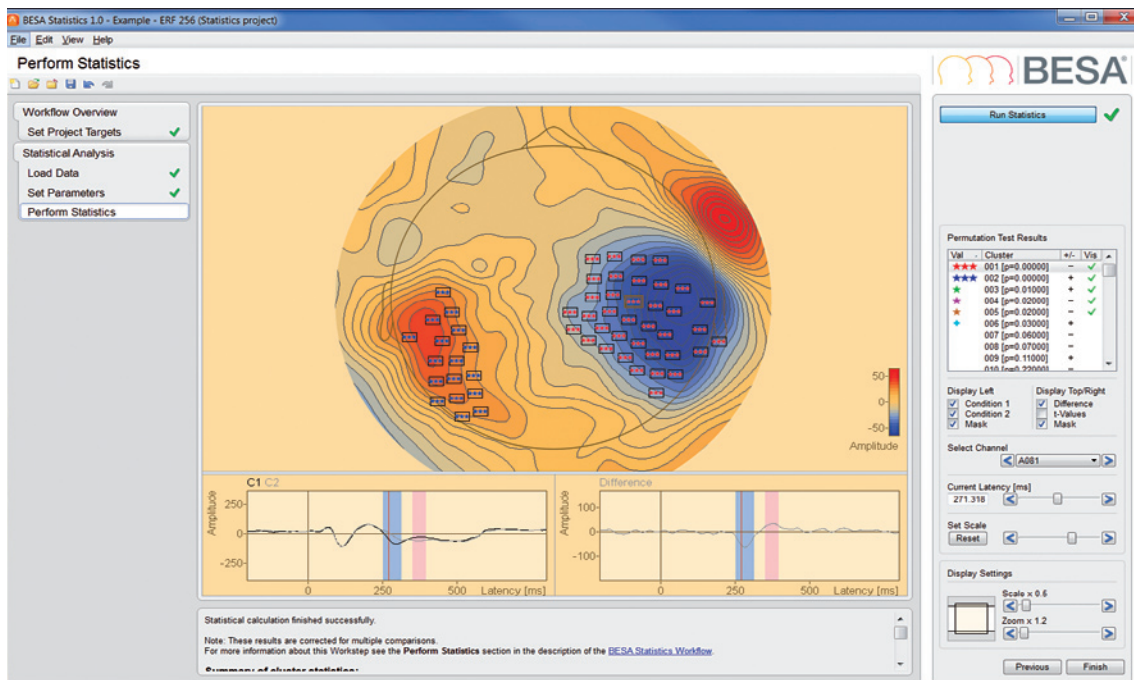 BESA Statistics 1.0 - Example - ERF 256 (Statistics project)
File Edit View Help
Perform Statistics
BESA®
Workflow Overview
Set Project Targets
Statistical Analysis
Load Data
Set Parameters
Perform Statistics
50
0
-50
Amplitude
C1 C2
Amplitude
250
0
-250
0 250 500 Latency [ms]
Difference
Amplitude
100
0
-100
0 250 500 Latency [ms]
Statistical calculation finished successfully.
Note: These results are corrected for multiple comparisons.
For more information about this Workstep see the Perform Statistics section in the description of the BESA Statistics Workflow.
Summary of cluster statistics:
Run Statistics
Permutation Test Results
Val Cluster +/- Vis
001 [p=0.00000] -
002 [p=0.00000] +
003 [p=0.01000] +
004 [p=0.02000] -
005 [p=0.02000] -
006 [p=0.03000] +
007 [p=0.06000] -
008 [p=0.07000] -
009 [p=0.11000] +
010 [p=0.22000] -
Display Left Display Top/Right
Condition 1 Difference
Condition 2 t-Values
Mask Mask
Select Channel
A081
Current Latency [ms]
271.318
Set Scale
Reset
Display Settings
Scale x 0.6
Zoom x 1.2
Previous Finish